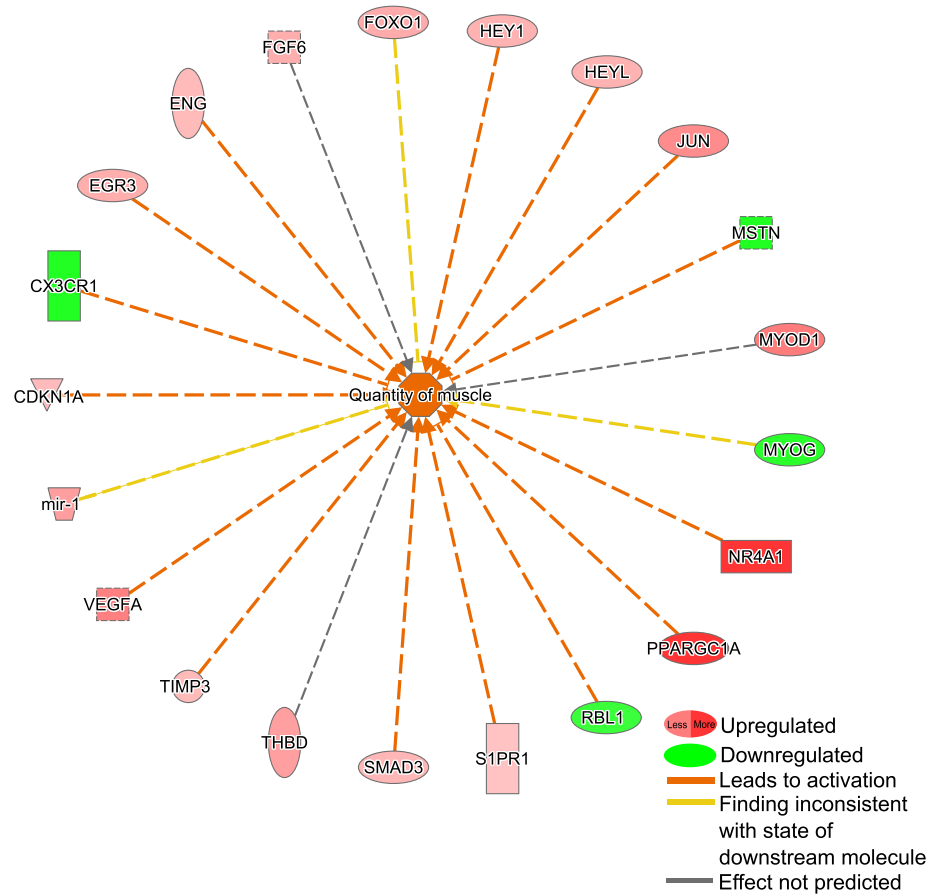 FOXO1
HEY1
FGF6
HEYL
ENG
JUN
EGR3
MSTN
CX3CR1
MYOD1
CDKN1A
Quantity of muscle
MYOG
mir-1
NR4A1
VEGFA
PPARGC1A
TIMP3
RBL1
THBD
SMAD3
S1PR1
Less More Upregulated
Downregulated
Leads to activation
Finding inconsistent
with state of
downstream molecule
Effect not predicted